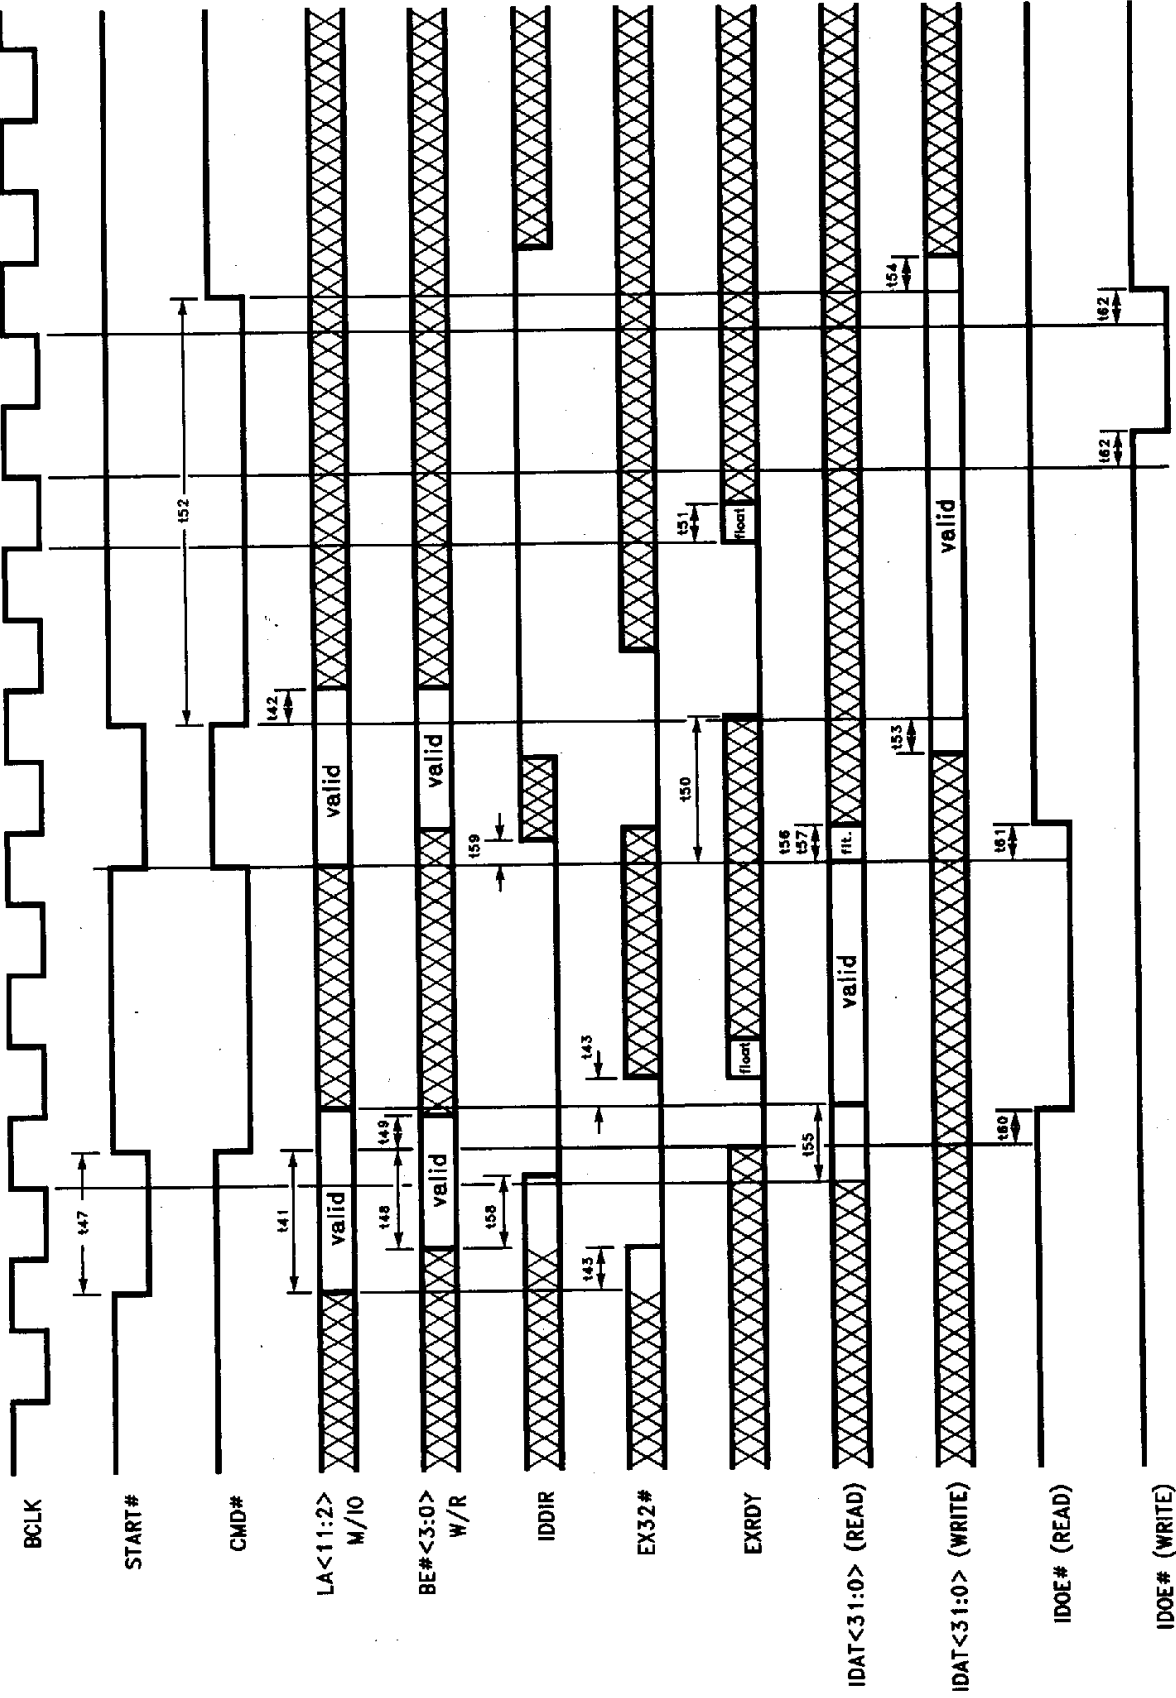 BCLK
t47
START#
t52
CMD#
t41
t42
LA<11:2>
M/IO
valid
valid
t48
t49
BE#<3:0>
W/R
valid
valid
t58
t59
IDDIR
t43
t43
EX32#
t50
t51
EXRDY
float
float
t55
t56
t57
IDAT<31:0> (READ)
valid
flt.
t53
t54
IDAT<31:0> (WRITE)
valid
t60
t61
IDOE# (READ)
t62
t62
IDOE# (WRITE)